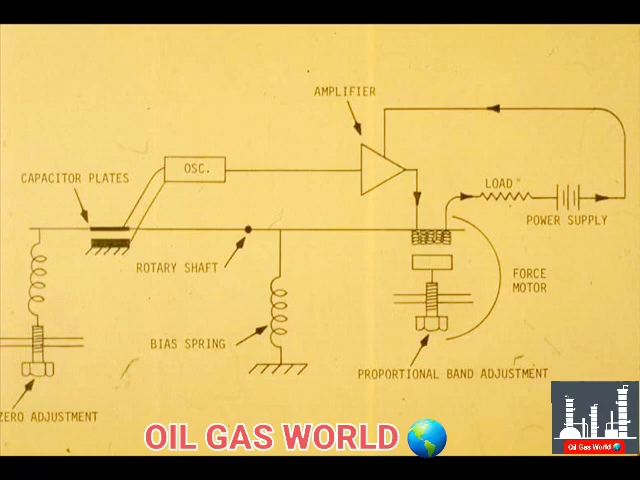 AMPLIFIER
OSC.
CAPACITOR PLATES
LOAD
POWER SUPPLY
ROTARY SHAFT
FORCE
MOTOR
BIAS SPRING
PROPORTIONAL BAND ADJUSTMENT
ZERO ADJUSTMENT
OIL GAS WORLD
Oil Gas World